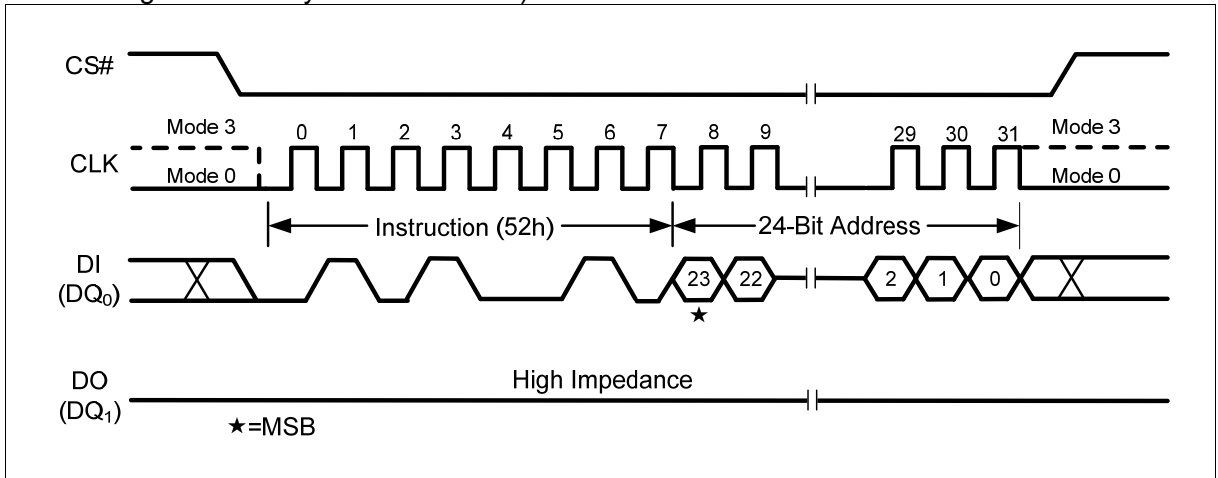 CS#
Mode 3 0 1 2 3 4 5 6 7 8 9 29 30 31 Mode 3
CLK
Mode 0 Mode 0
Instruction (52h) 24-Bit Address
DI
(DQ₀) 23 22 2 1 0
★
DO High Impedance
(DQ₁)
★=MSB